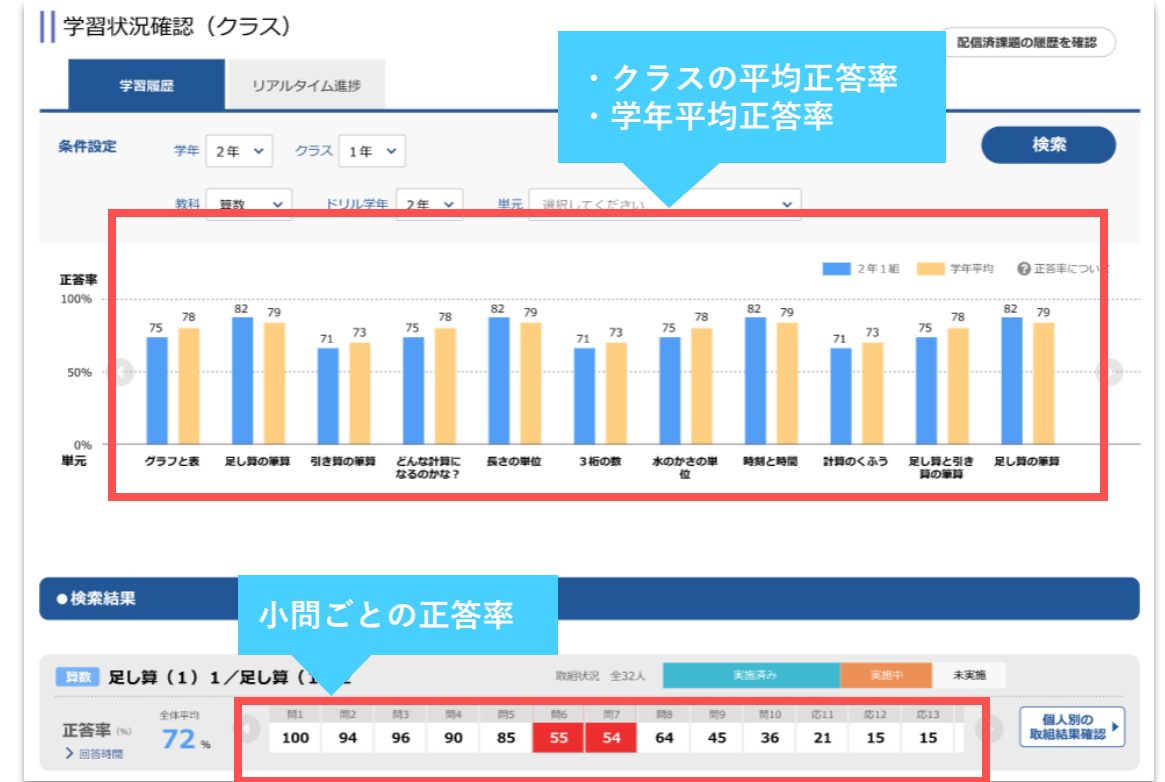 学習状況確認（クラス）
配信済課題の履歴を確認
・クラスの平均正答率
・学年平均正答率
学習履歴 リアルタイム進捗
条件設定 学年 2年 クラス 1年 検索
教科 算数 ドリル学年 2年 単元 選択してください
2年1組 学年平均 ? 正答率について
正答率
100%
50%
0%
75 78 82 79 71 73 75 78 82 79 71 73 75 78 82 79 71 73 75 78 82 79
単元 グラフと表 足し算の筆算 引き算の筆算 どんな計算になるのかな？ 長さの単位 3桁の数 水のかさの単位 時刻と時間 計算のくふう 足し算と引き算の筆算 足し算の筆算
●検索結果
小問ごとの正答率
算数 足し算（1）1／足し算（ 取組状況 全32人 実施済み 実施中 未実施
全体平均 問1 問2 問3 問4 問5 問6 問7 問8 問9 問10 応11 応12 応13
正答率(%) 72% 100 94 96 90 85 55 54 64 45 36 21 15 15
回答時間
個人別の
取組結果確認